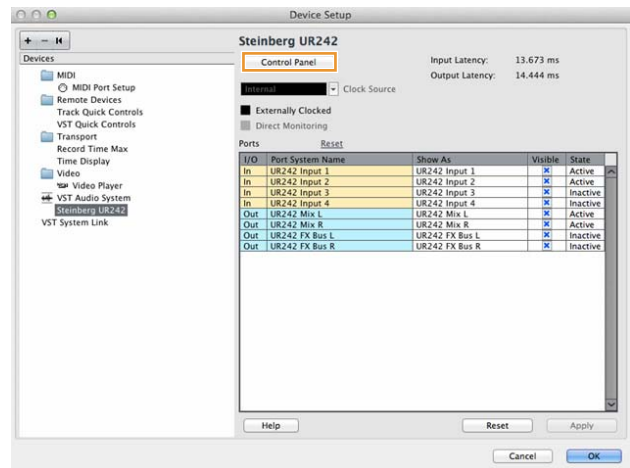 Device Setup
Devices
MIDI
MIDI Port Setup
Remote Devices
Track Quick Controls
VST Quick Controls
Transport
Record Time Max
Time Display
Video
Video Player
VST Audio System
Steinberg UR242
VST System Link
Steinberg UR242
Control Panel
Input Latency: 13.673 ms
Output Latency: 14.444 ms
Internal Clock Source
Externally Clocked
Direct Monitoring
Ports Reset
I/O Port System Name Show As Visible State
In UR242 Input 1 UR242 Input 1 Active
In UR242 Input 2 UR242 Input 2 Active
In UR242 Input 3 UR242 Input 3 Inactive
In UR242 Input 4 UR242 Input 4 Inactive
Out UR242 Mix L UR242 Mix L Active
Out UR242 Mix R UR242 Mix R Active
Out UR242 FX Bus L UR242 FX Bus L Inactive
Out UR242 FX Bus R UR242 FX Bus R Inactive
Help Reset Apply
Cancel OK